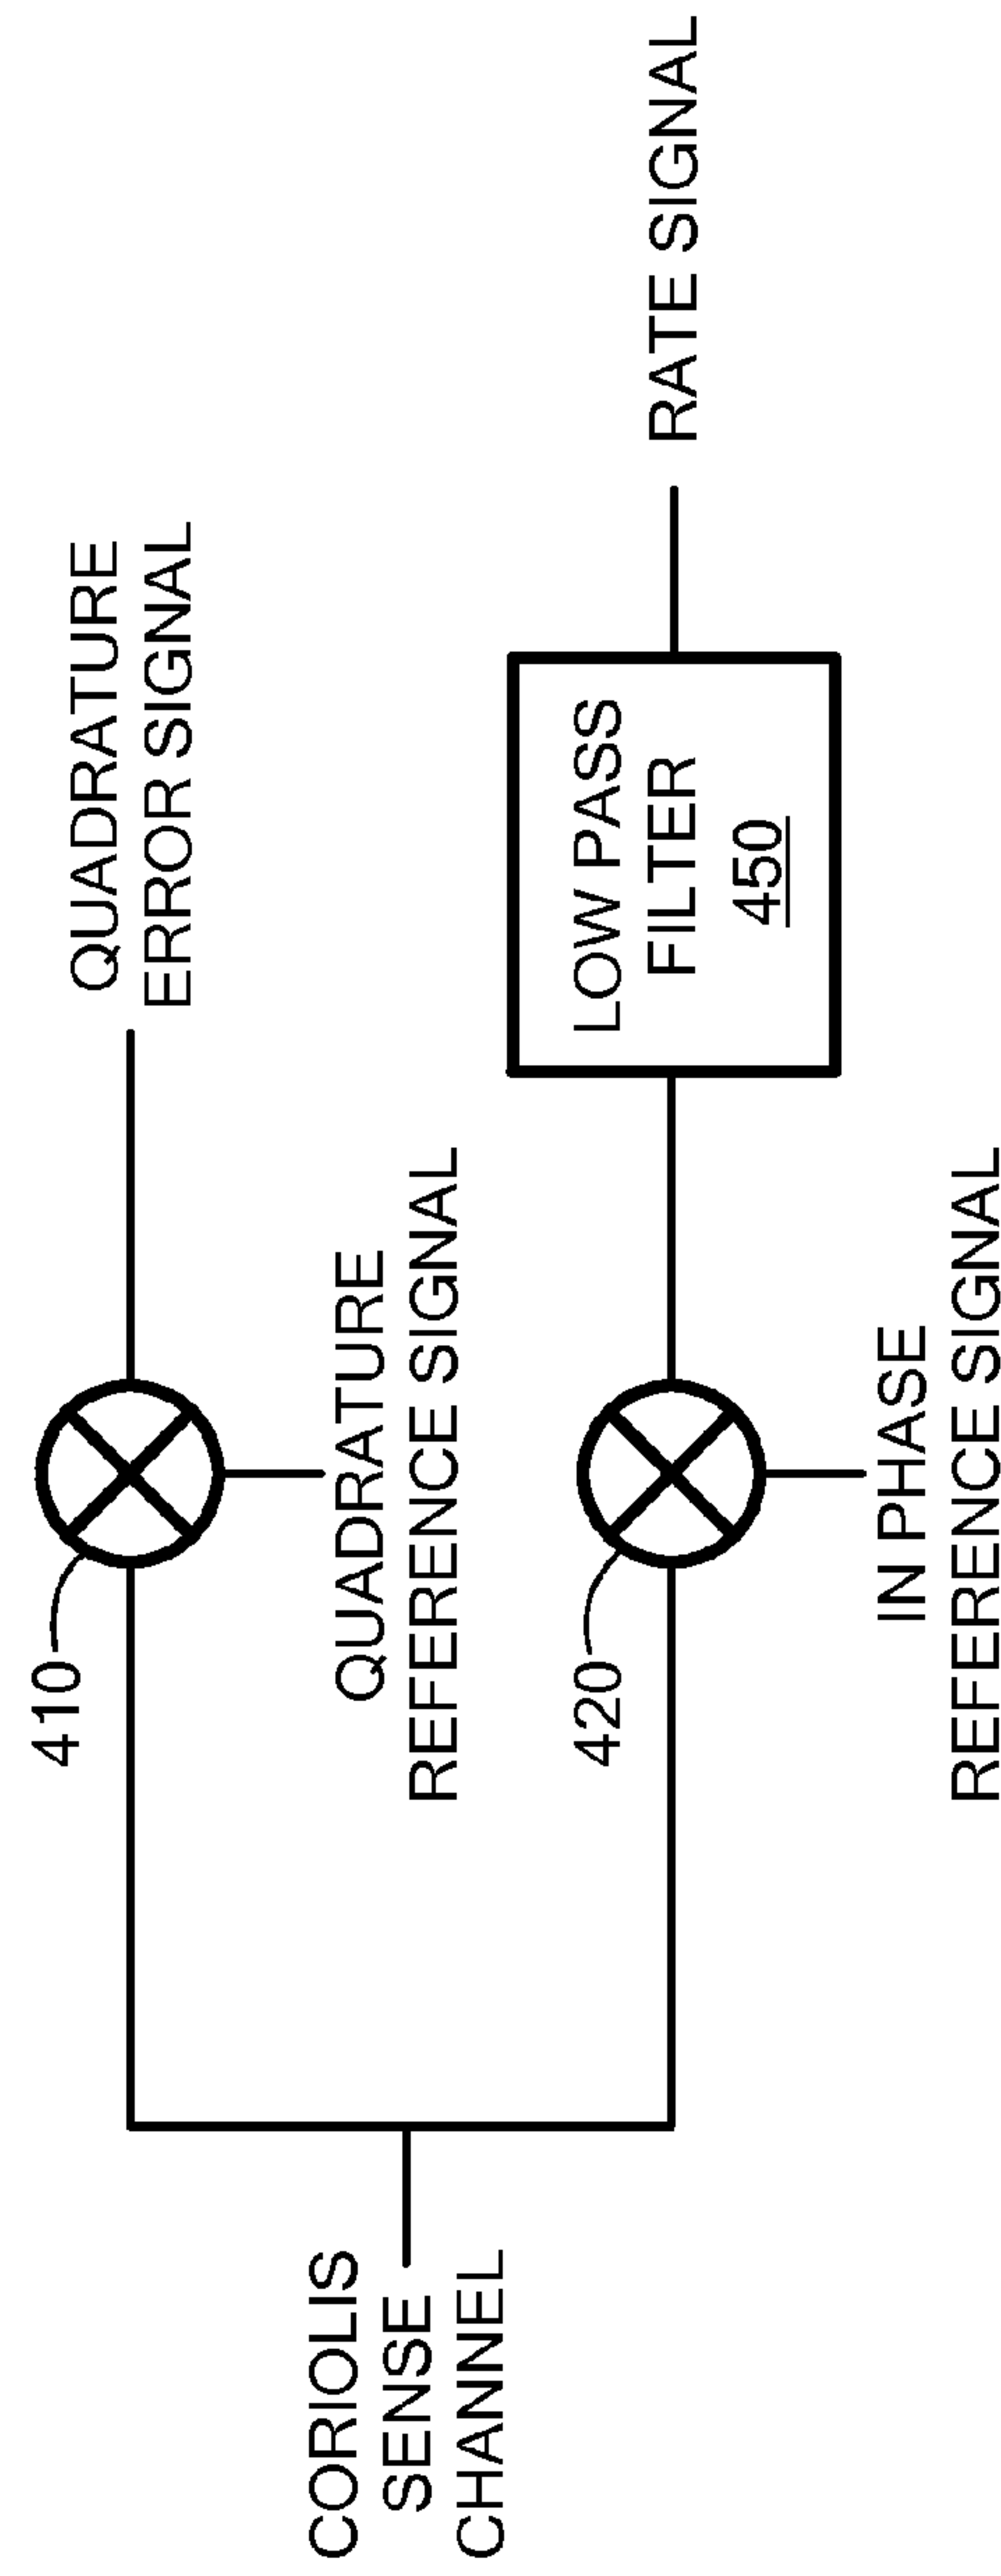 CORIOLIS
SENSE
CHANNEL
410
QUADRATURE
REFERENCE SIGNAL
QUADRATURE
ERROR SIGNAL
420
IN PHASE
REFERENCE SIGNAL
LOW PASS
FILTER
450
RATE SIGNAL